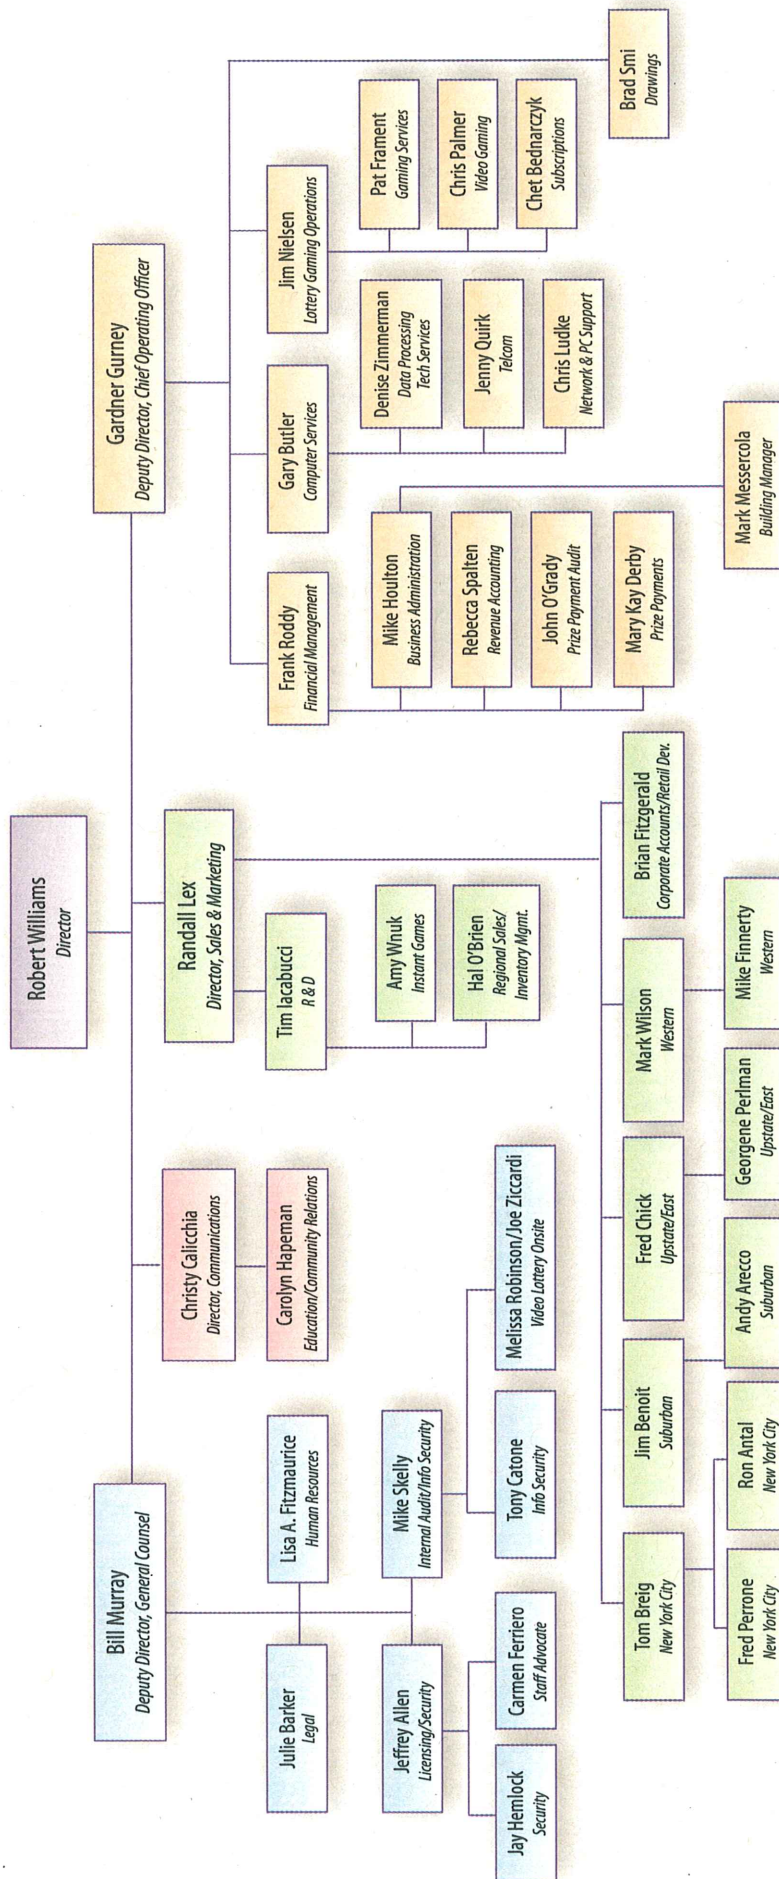 Robert Williams
Director
Bill Murray
Deputy Director, General Counsel
Julie Barker
Legal
Lisa A. Fitzmaurice
Human Resources
Jeffrey Allen
Licensing/Security
Mike Skelly
Internal Audit/Info Security
Jay Hemlock
Security
Carmen Ferriero
Staff Advocate
Tony Catone
Info Security
Melissa Robinson/Joe Ziccardi
Video Lottery Onsite
Christy Calicchia
Director, Communications
Carolyn Hapeman
Education/Community Relations
Randall Lex
Director, Sales & Marketing
Tim Iacabucci
R & D
Amy Wnuk
Instant Games
Hal O'Brien
Regional Sales/
Inventory Mgmt.
Tom Breig
New York City
Jim Benoit
Suburban
Fred Chick
Upstate/East
Mark Wilson
Western
Brian Fitzgerald
Corporate Accounts/Retail Dev.
Fred Perrone
New York City
Ron Antal
New York City
Andy Arecco
Suburban
Georgene Perlman
Upstate/East
Mike Finnerty
Western
Gardner Gurney
Deputy Director, Chief Operating Officer
Frank Roddy
Financial Management
Mike Houlton
Business Administration
Rebecca Spalten
Revenue Accounting
John O'Grady
Prize Payment Audit
Mary Kay Derby
Prize Payments
Mark Messercola
Building Manager
Gary Butler
Computer Services
Denise Zimmerman
Data Processing
Tech Services
Jenny Quirk
Telcom
Chris Ludke
Network & PC Support
Jim Nielsen
Lottery Gaming Operations
Pat Frament
Gaming Services
Chris Palmer
Video Gaming
Chet Bednarczyk
Subscriptions
Brad Smi
Drawings